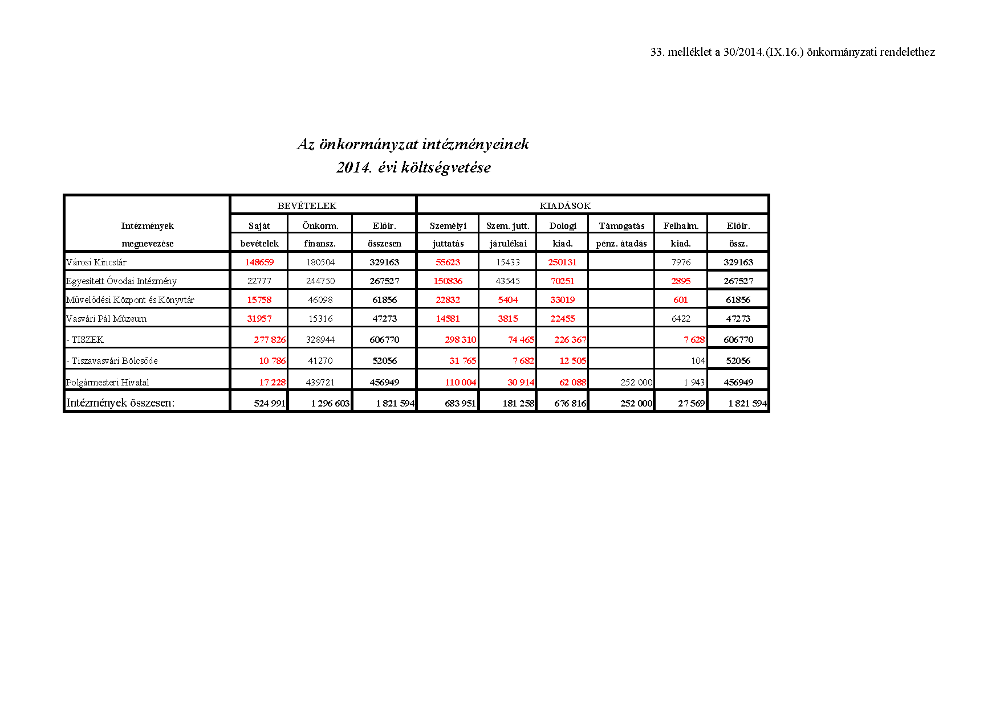 33. melléklet a 30/2014.(IX.16.) önkormányzati rendelethez
Az önkormányzat intézményeinek
2014. évi költségvetése
BEVÉTELEK KIADÁSOK
Intézmények Saját Önkorm. Előir. Személyi Szem. jutt. Dologi Támogatás Felhalm. Előir.
megnevezése bevételek finansz. összesen juttatás járulékai kiad. pénz. átadás kiad. össz.
Városi Kincstár 148659 180504 329163 55623 15433 250131 7976 329163
Egyesített Óvodai Intézmény 22777 244750 267527 150836 43545 70251 2895 267527
Művelődési Központ és Könyvtár 15758 46098 61856 22832 5404 33019 601 61856
Vasvári Pál Múzeum 31957 15316 47273 14581 3815 22455 6422 47273
- TISZEK 277 826 328944 606770 298 310 74 465 226 367 7 628 606770
- Tiszavasvári Bölcsőde 10 786 41270 52056 31 765 7 682 12 505 104 52056
Polgármesteri Hivatal 17 228 439721 456949 110 004 30 914 62 088 252 000 1 943 456949
Intézmények összesen: 524 991 1 296 603 1 821 594 683 951 181 258 676 816 252 000 27 569 1 821 594